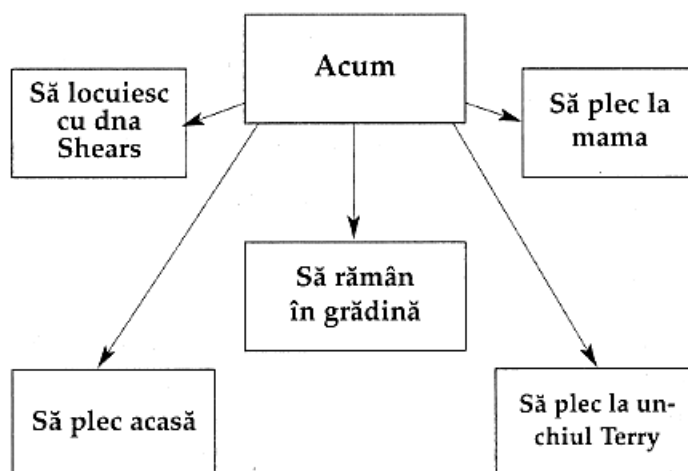 Acum
Să locuiesc
cu dna
Shears
Să plec la
mama
Să rămân
în grădină
Să plec acasă
Să plec la un-
chiul Terry